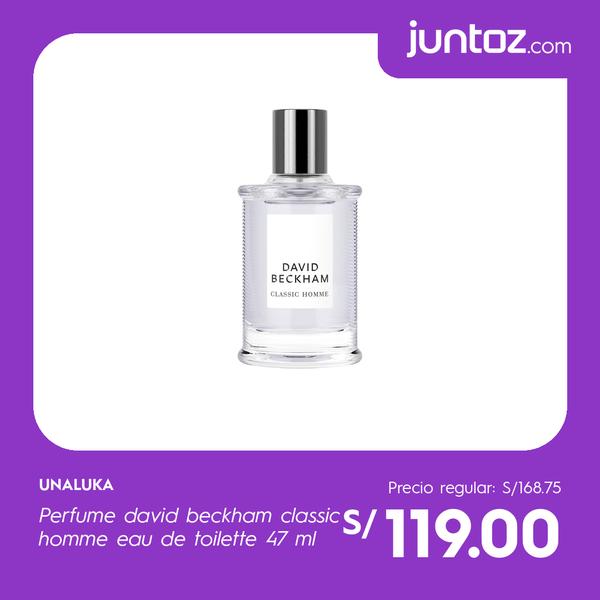 juntoz.com
DAVID
BECKHAM
CLASSIC HOMME
UNALUKA
Perfume david beckham classic
homme eau de toilette 47 ml
Precio regular: S/168.75
S/119.00